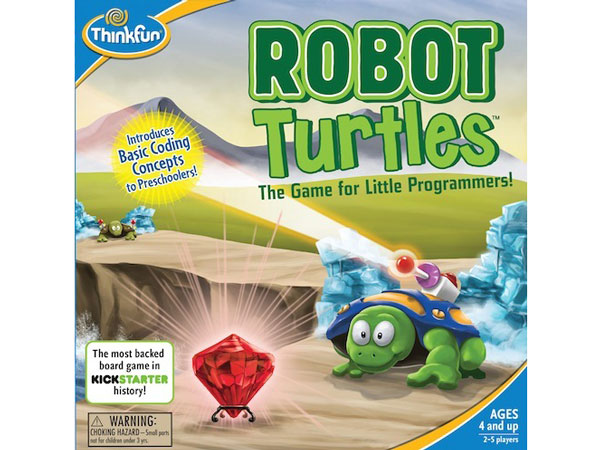 Thinkfun®
ROBOT
Turtles™
The Game for Little Programmers!
Introduces
Basic Coding
Concepts
to Preschoolers!
The most backed
board game in
KICKSTARTER
history!
WARNING:
CHOKING HAZARD—Small parts
not for children under 3 yrs.
AGES
4 and up
2-5 players